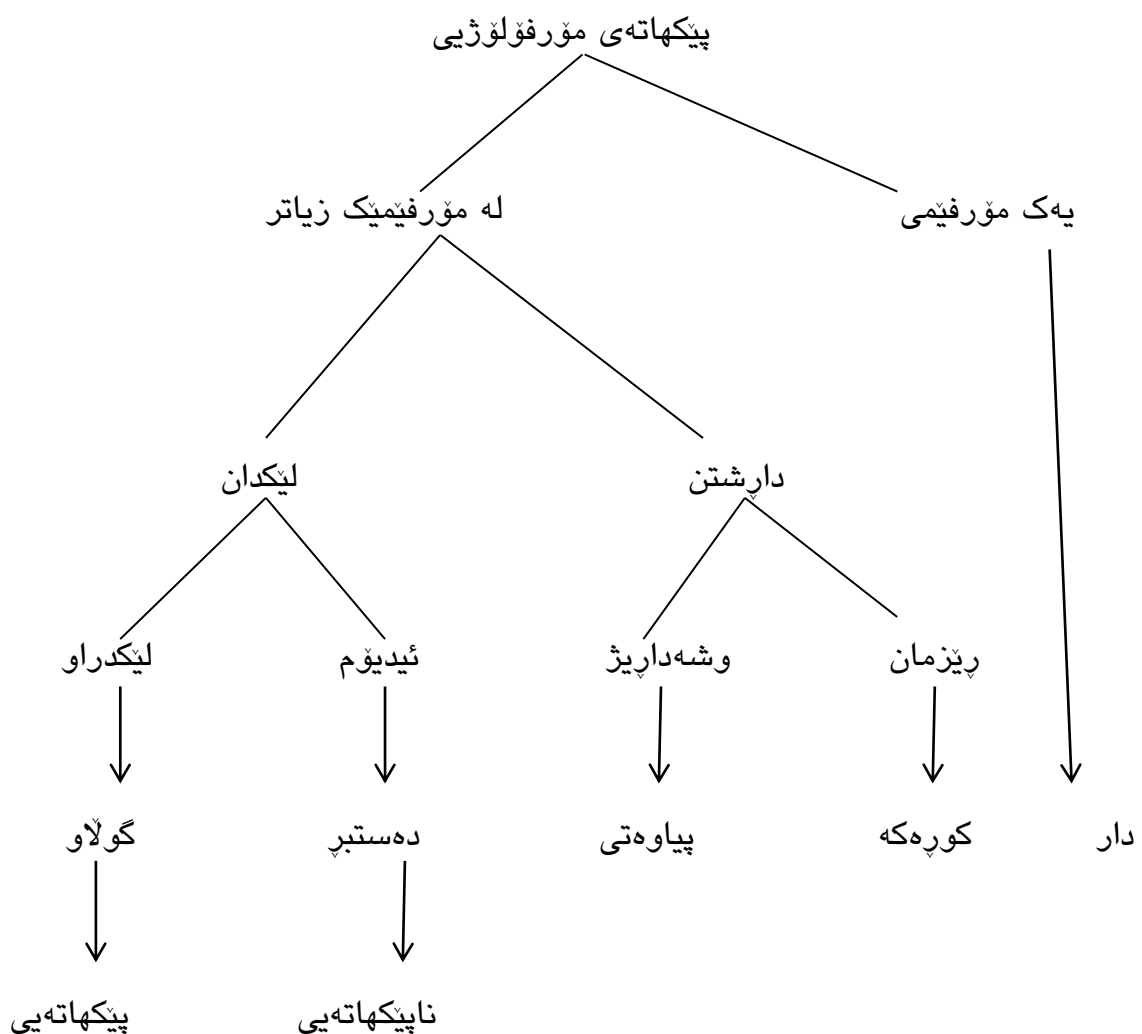 پێکهاتەی مۆرفۆلۆژیی
یەک مۆرفێمی لە مۆرفێمێک زیاتر
داڕشتن لێکدان
ڕێزمان وشەداڕێژ ئیدیۆم لێکدراو
دار کوڕەکە پیاوەتی دەستبڕ گوڵاو
ناپێکهاتەیی پێکهاتەیی